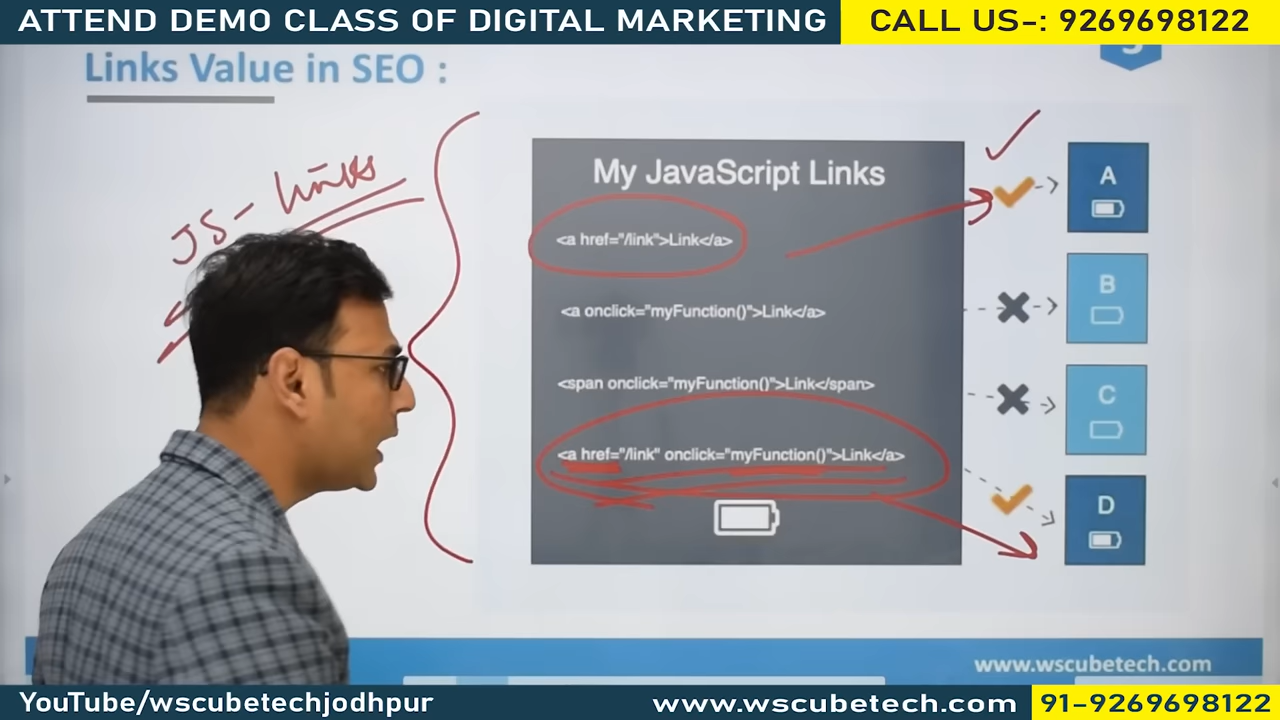 ATTEND DEMO CLASS OF DIGITAL MARKETING
CALL US-: 9269698122
Links Value in SEO :
JS - Links
My JavaScript Links
<a href="/link">Link</a>
<a onclick="myFunction()">Link</a>
<span onclick="myFunction()">Link</span>
<a href="/link" onclick="myFunction()">Link</a>
A
B
C
D
www.wscubetech.com
YouTube/wscubetechjodhpur
www.wscubetech.com
91-9269698122